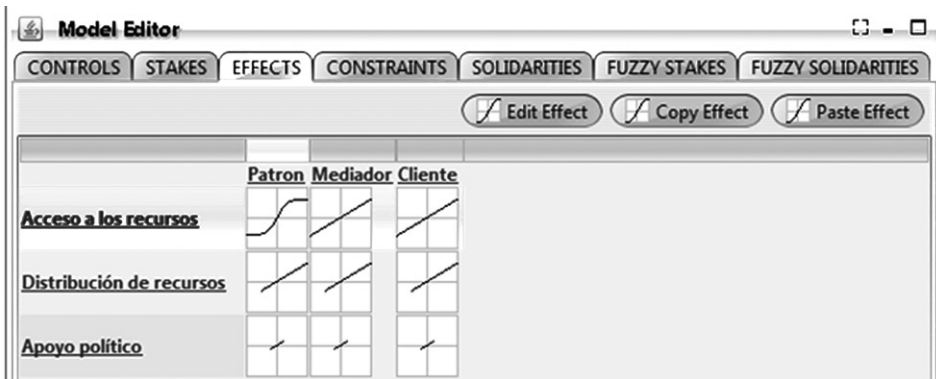 Model Editor
CONTROLS STAKES EFFECTS CONSTRAINTS SOLIDARITIES FUZZY STAKES FUZZY SOLIDARITIES
Edit Effect Copy Effect Paste Effect
Patron Mediador Cliente
Acceso a los recursos
Distribución de recursos
Apoyo político